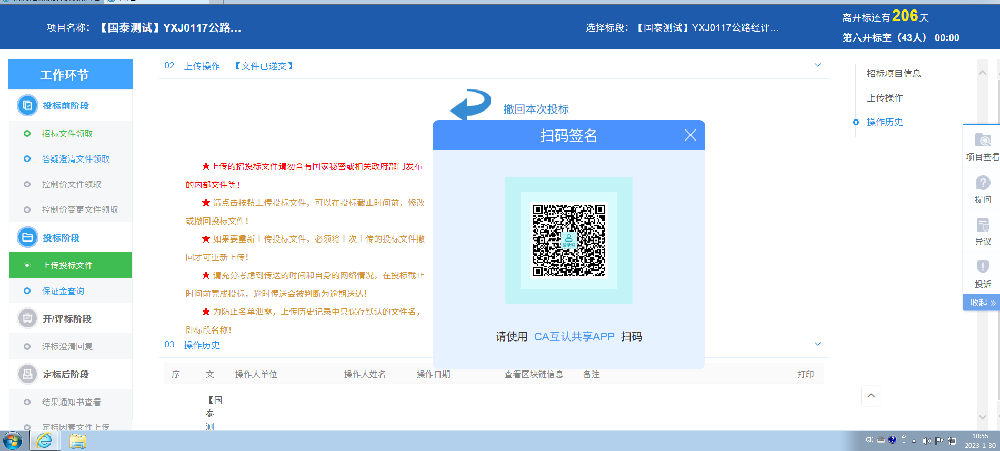 项目名称：【国泰测试】YXJ0117公路...
选择标段：【国泰测试】YXJ0117公路经评...
离开标还有206天
第六开标室（43人） 00:00
工作环节
投标前阶段
招标文件领取
答疑澄清文件领取
控制价文件领取
控制价变更文件领取
投标阶段
上传投标文件
保证金查询
开/评标阶段
评标澄清回复
定标后阶段
结果通知书查看
定标因素文件上传
02 上传操作 【文件已递交】
撤回本次投标
★上传的招投标文件请勿含有国家秘密或相关政府部门发布
的内部文件等！
★ 请点击按钮上传投标文件，可以在投标截止时间前，修改
或撤回投标文件！
★ 如果要重新上传投标文件，必须将上次上传的投标文件撤
回才可重新上传！
★ 请充分考虑到传送的时间和自身的网络情况，在投标截止
时间前完成投标，逾时传送会被判断为逾期送达！
★ 为防止名单泄露，上传历史记录中只保存默认的文件名，
即标段名称！
扫码签名
登录码
请使用 CA互认共享APP 扫码
03 操作历史
序 文... 操作人单位 操作人姓名 操作日期 查看区块链信息 备注 打印
【国
泰
测
招标项目信息
上传操作
操作历史
项目查看
提问
异议
投诉
收起 »
CH
10:55
2023-1-30